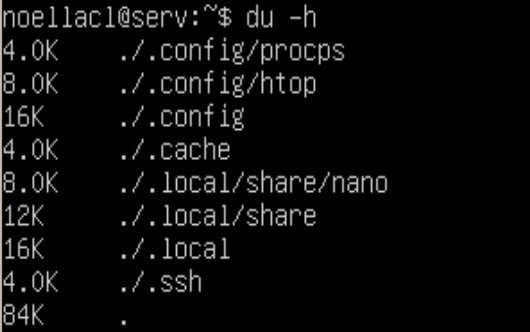 noellacl@serv:~$ du -h
4.0K ./.config/procps
8.0K ./.config/htop
16K ./.config
4.0K ./.cache
8.0K ./.local/share/nano
12K ./.local/share
16K ./.local
4.0K ./.ssh
84K .